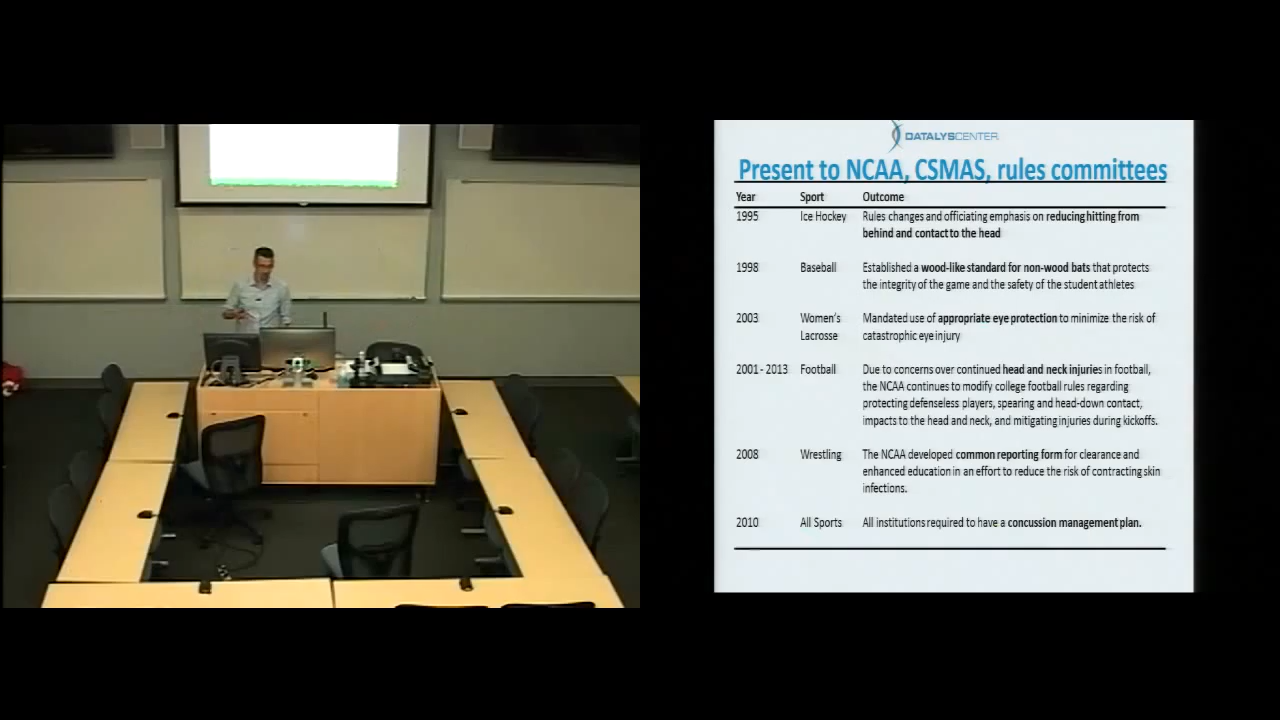 DATALYSCENTER
Present to NCAA, CSMAS, rules committees
Year Sport Outcome
1995 Ice Hockey Rules changes and officiating emphasis on reducing hitting from
behind and contact to the head
1998 Baseball Established a wood-like standard for non-wood bats that protects
the integrity of the game and the safety of the student athletes
2003 Women's Mandated use of appropriate eye protection to minimize the risk of
Lacrosse catastrophic eye injury
2001 - 2013 Football Due to concerns over continued head and neck injuries in football,
the NCAA continues to modify college football rules regarding
protecting defenseless players, spearing and head-down contact,
impacts to the head and neck, and mitigating injuries during kickoffs.
2008 Wrestling The NCAA developed common reporting form for clearance and
enhanced education in an effort to reduce the risk of contracting skin
infections.
2010 All Sports All institutions required to have a concussion management plan.